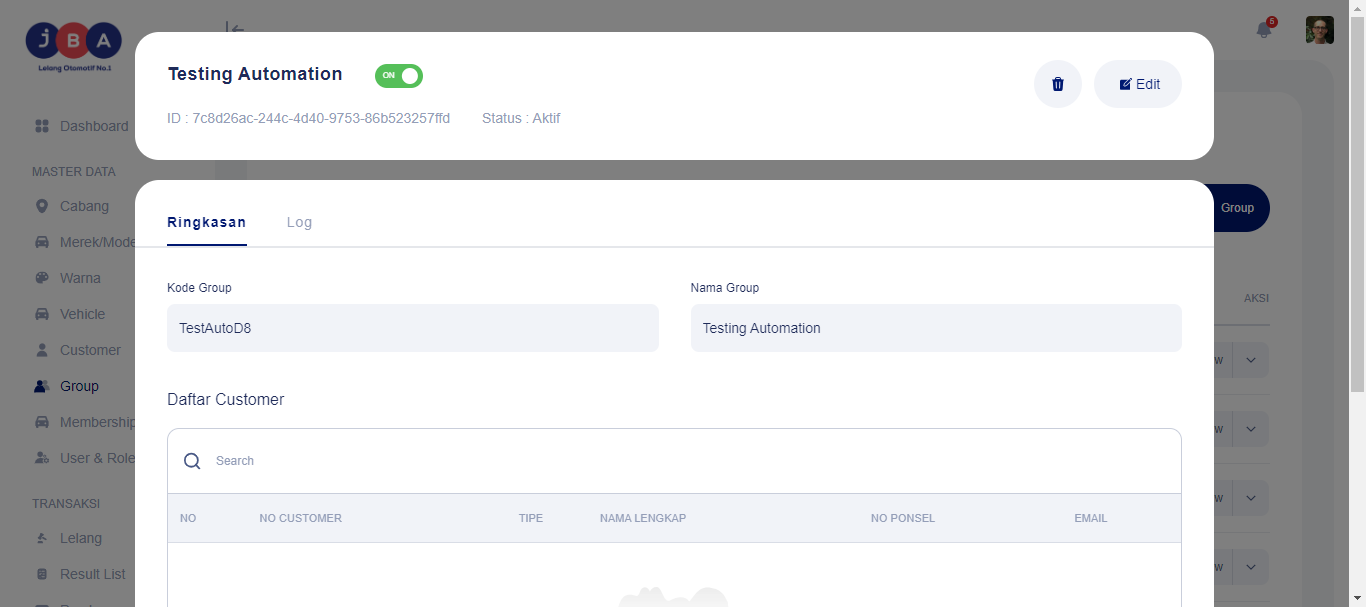 JBA
Lelang Otomotif No.1
6
Testing Automation
ON
Edit
ID : 7c8d26ac-244c-4d40-9753-86b523257ffd
Status : Aktif
Dashboard
MASTER DATA
Cabang
Merek/Mode
Warna
Vehicle
Customer
Group
Membership
User & Role
TRANSAKSI
Lelang
Result List
Ringkasan
Log
Group
Kode Group
Nama Group
TestAutoD8
Testing Automation
AKSI
Daftar Customer
Search
NO
NO CUSTOMER
TIPE
NAMA LENGKAP
NO PONSEL
EMAIL
w
w
w
w